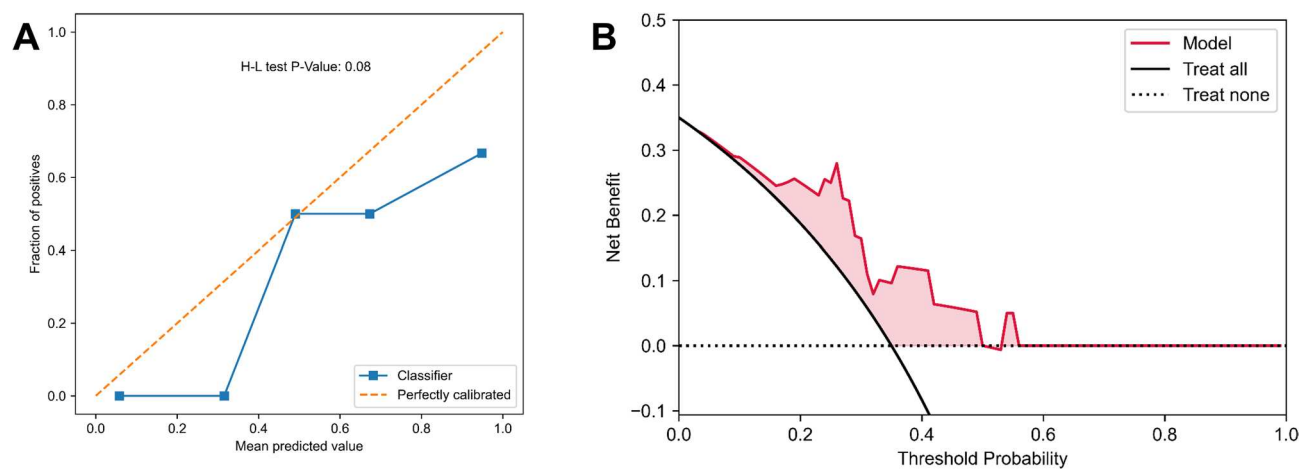 A
H-L test P-Value: 0.08
1.0
0.8
0.6
0.4
0.2
0.0
Fraction of positives
0.0 0.2 0.4 0.6 0.8 1.0
Mean predicted value
Classifier
Perfectly calibrated
B
0.5
0.4
0.3
0.2
0.1
0.0
−0.1
Net Benefit
Model
Treat all
Treat none
0.0 0.2 0.4 0.6 0.8 1.0
Threshold Probability